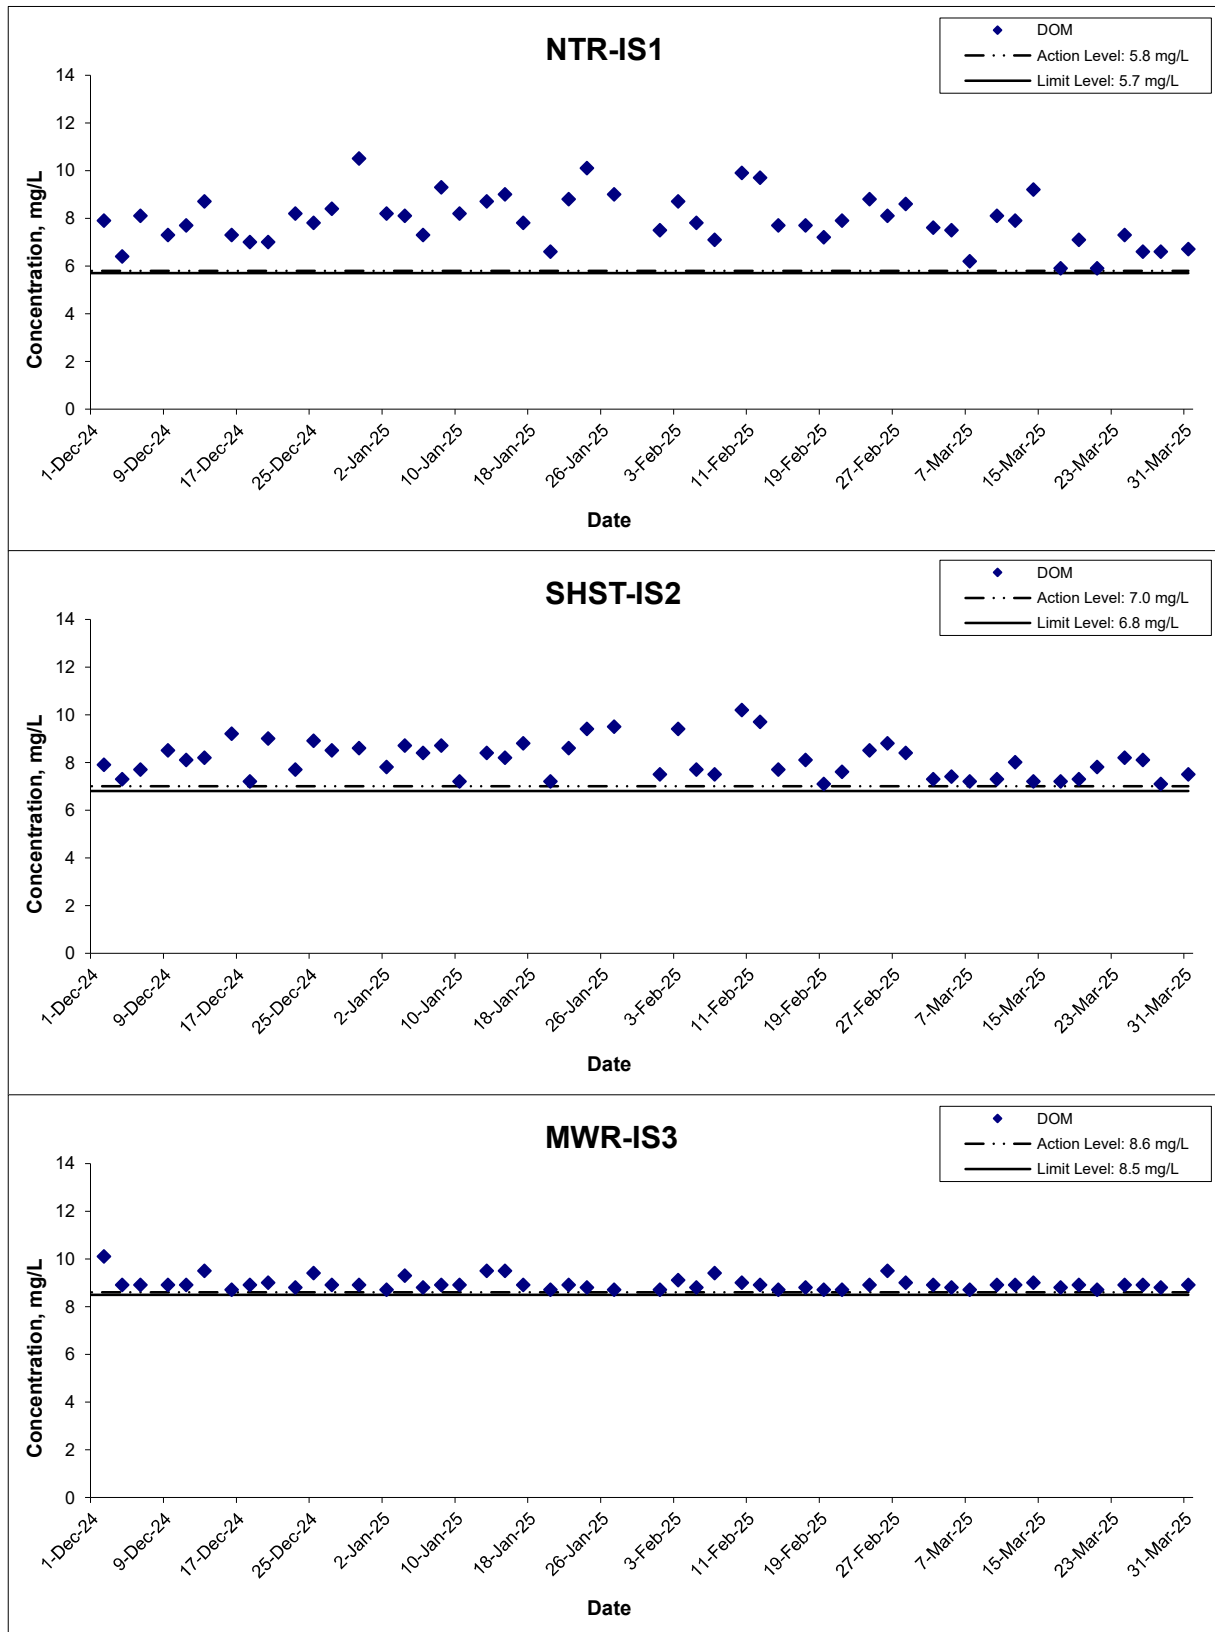 NTR-IS1
DOM
Action Level: 5.8 mg/L
Limit Level: 5.7 mg/L
Concentration, mg/L
14
12
10
8
6
4
2
0
1-Dec-24
9-Dec-24
17-Dec-24
25-Dec-24
2-Jan-25
10-Jan-25
18-Jan-25
26-Jan-25
3-Feb-25
11-Feb-25
19-Feb-25
27-Feb-25
7-Mar-25
15-Mar-25
23-Mar-25
31-Mar-25
Date
SHST-IS2
DOM
Action Level: 7.0 mg/L
Limit Level: 6.8 mg/L
Concentration, mg/L
14
12
10
8
6
4
2
0
1-Dec-24
9-Dec-24
17-Dec-24
25-Dec-24
2-Jan-25
10-Jan-25
18-Jan-25
26-Jan-25
3-Feb-25
11-Feb-25
19-Feb-25
27-Feb-25
7-Mar-25
15-Mar-25
23-Mar-25
31-Mar-25
Date
MWR-IS3
DOM
Action Level: 8.6 mg/L
Limit Level: 8.5 mg/L
Concentration, mg/L
14
12
10
8
6
4
2
0
1-Dec-24
9-Dec-24
17-Dec-24
25-Dec-24
2-Jan-25
10-Jan-25
18-Jan-25
26-Jan-25
3-Feb-25
11-Feb-25
19-Feb-25
27-Feb-25
7-Mar-25
15-Mar-25
23-Mar-25
31-Mar-25
Date